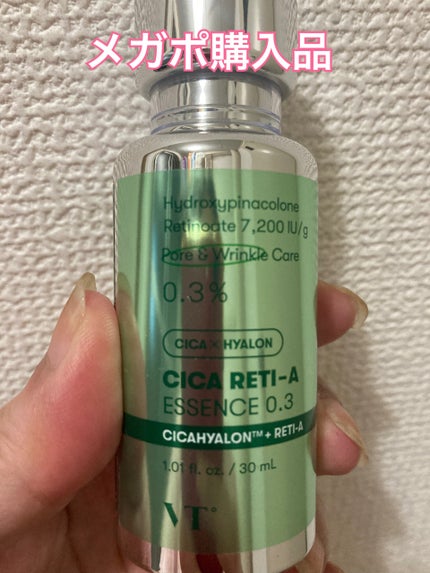 メガポ購入品
Hydroxypinacolone
Retinoate 7,200 IU/g
Pore & Wrinkle Care
0.3%
CICA × HYALON
CICA RETI-A
ESSENCE 0.3
CICAHYALON™ + RETI-A
1.01 fl. oz. / 30 mL
VT°